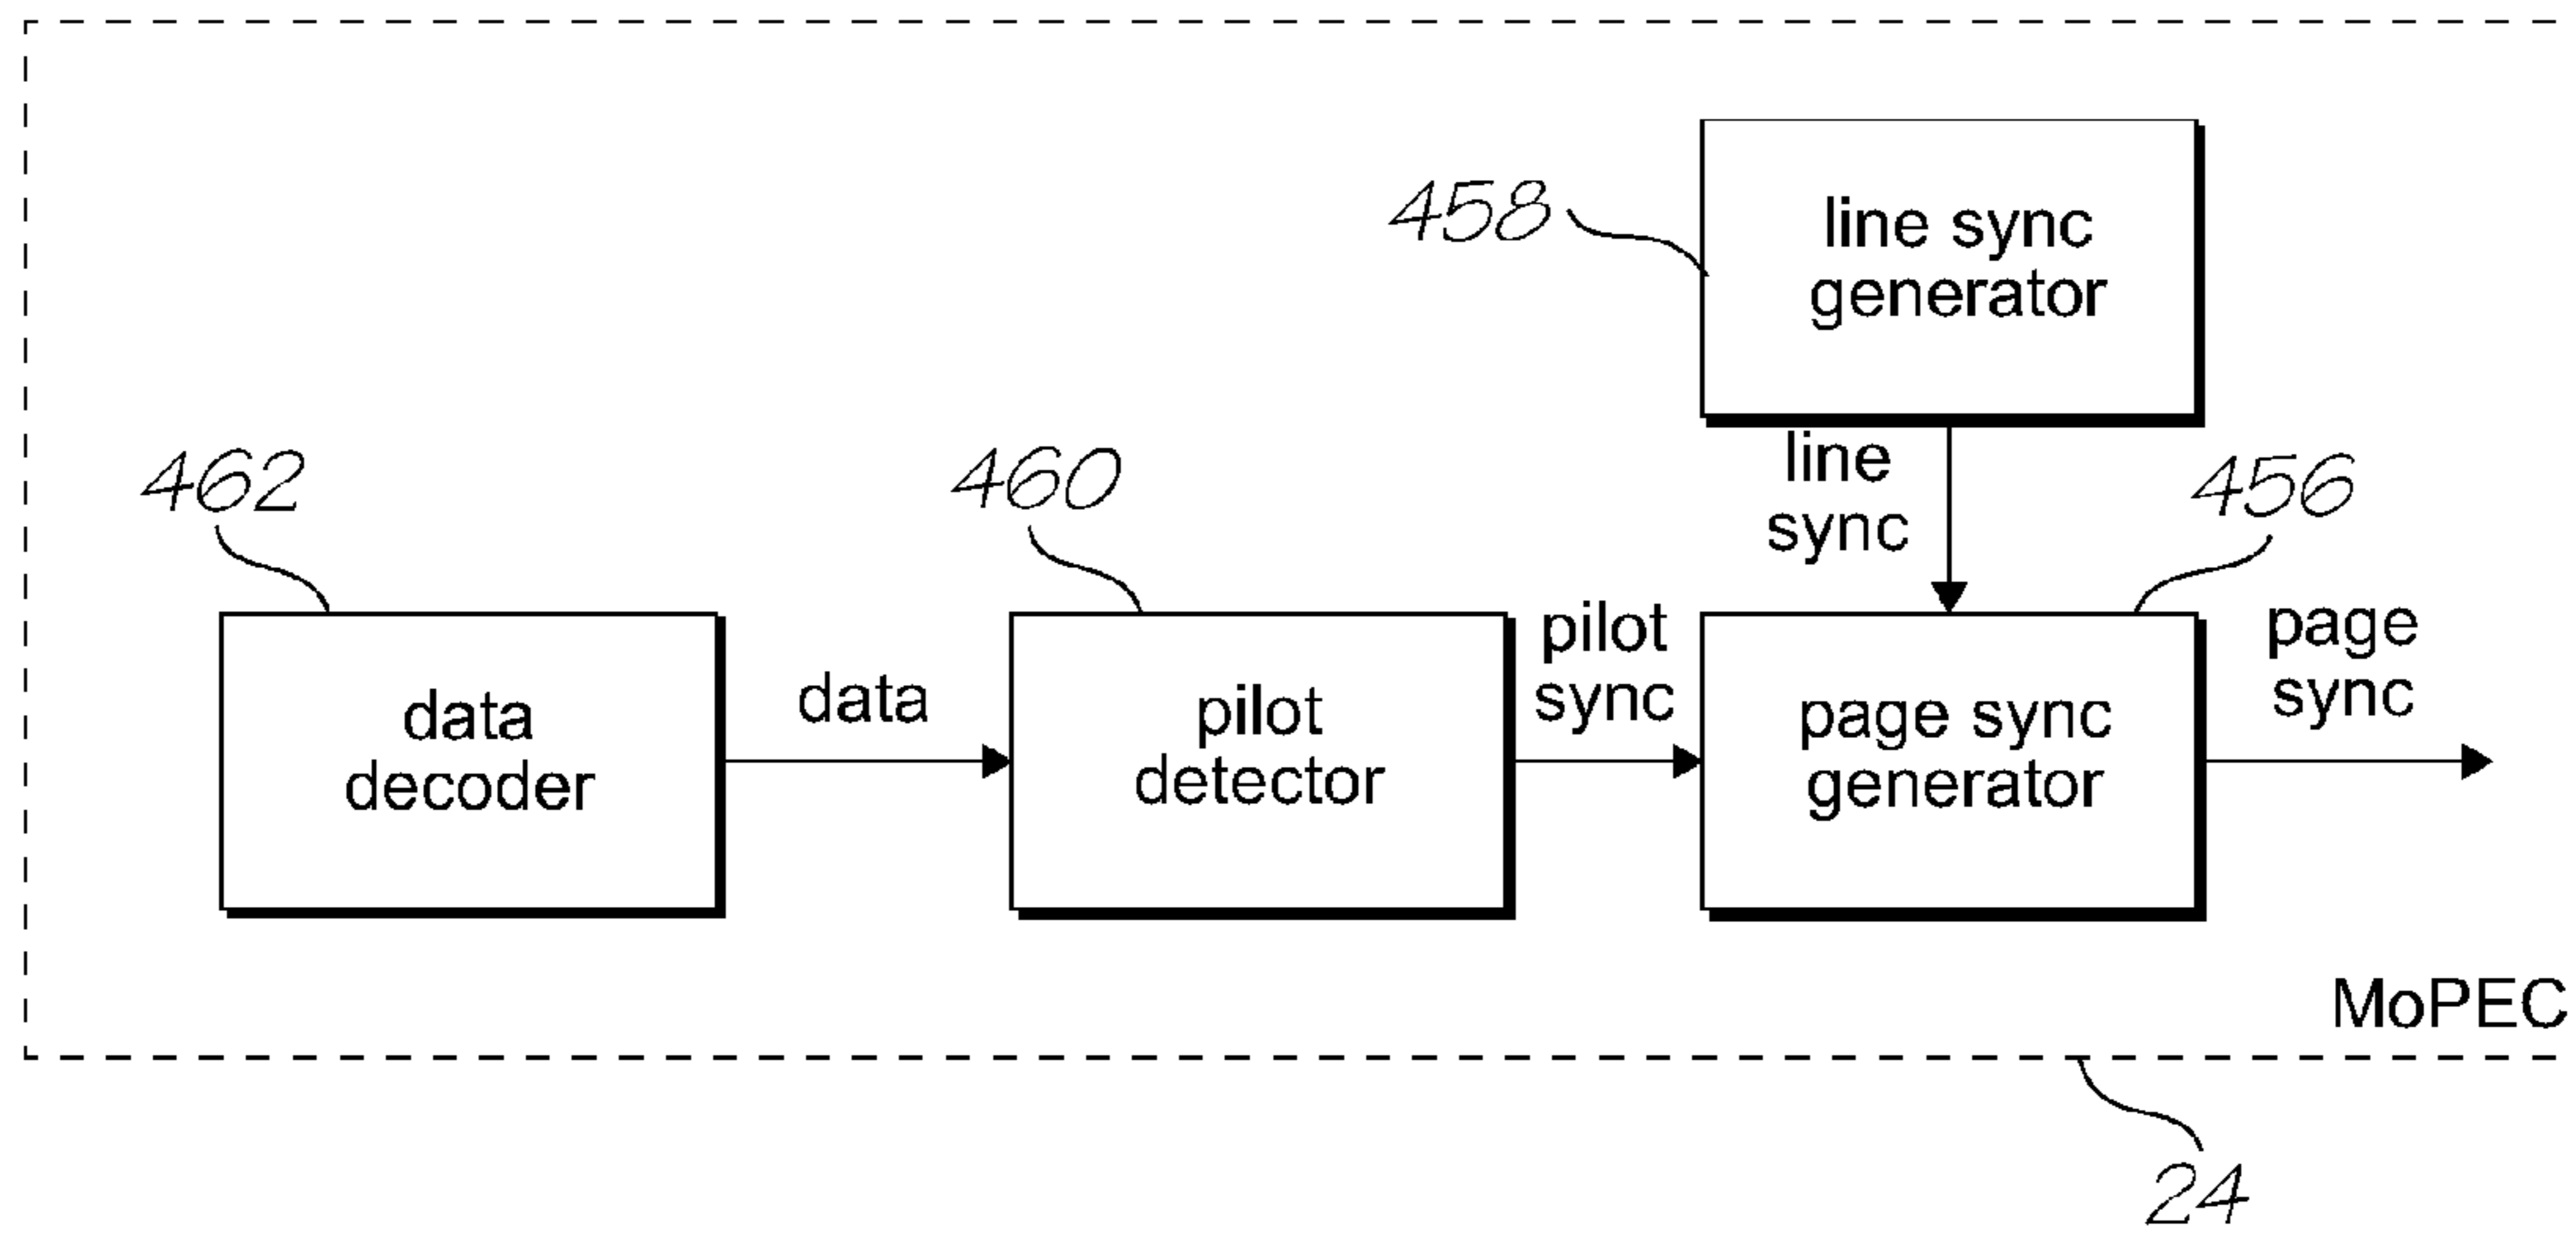 458
line sync
generator
line
sync
462
460
456
data
decoder
data
pilot
detector
pilot
sync
page sync
generator
page
sync
MoPEC
24